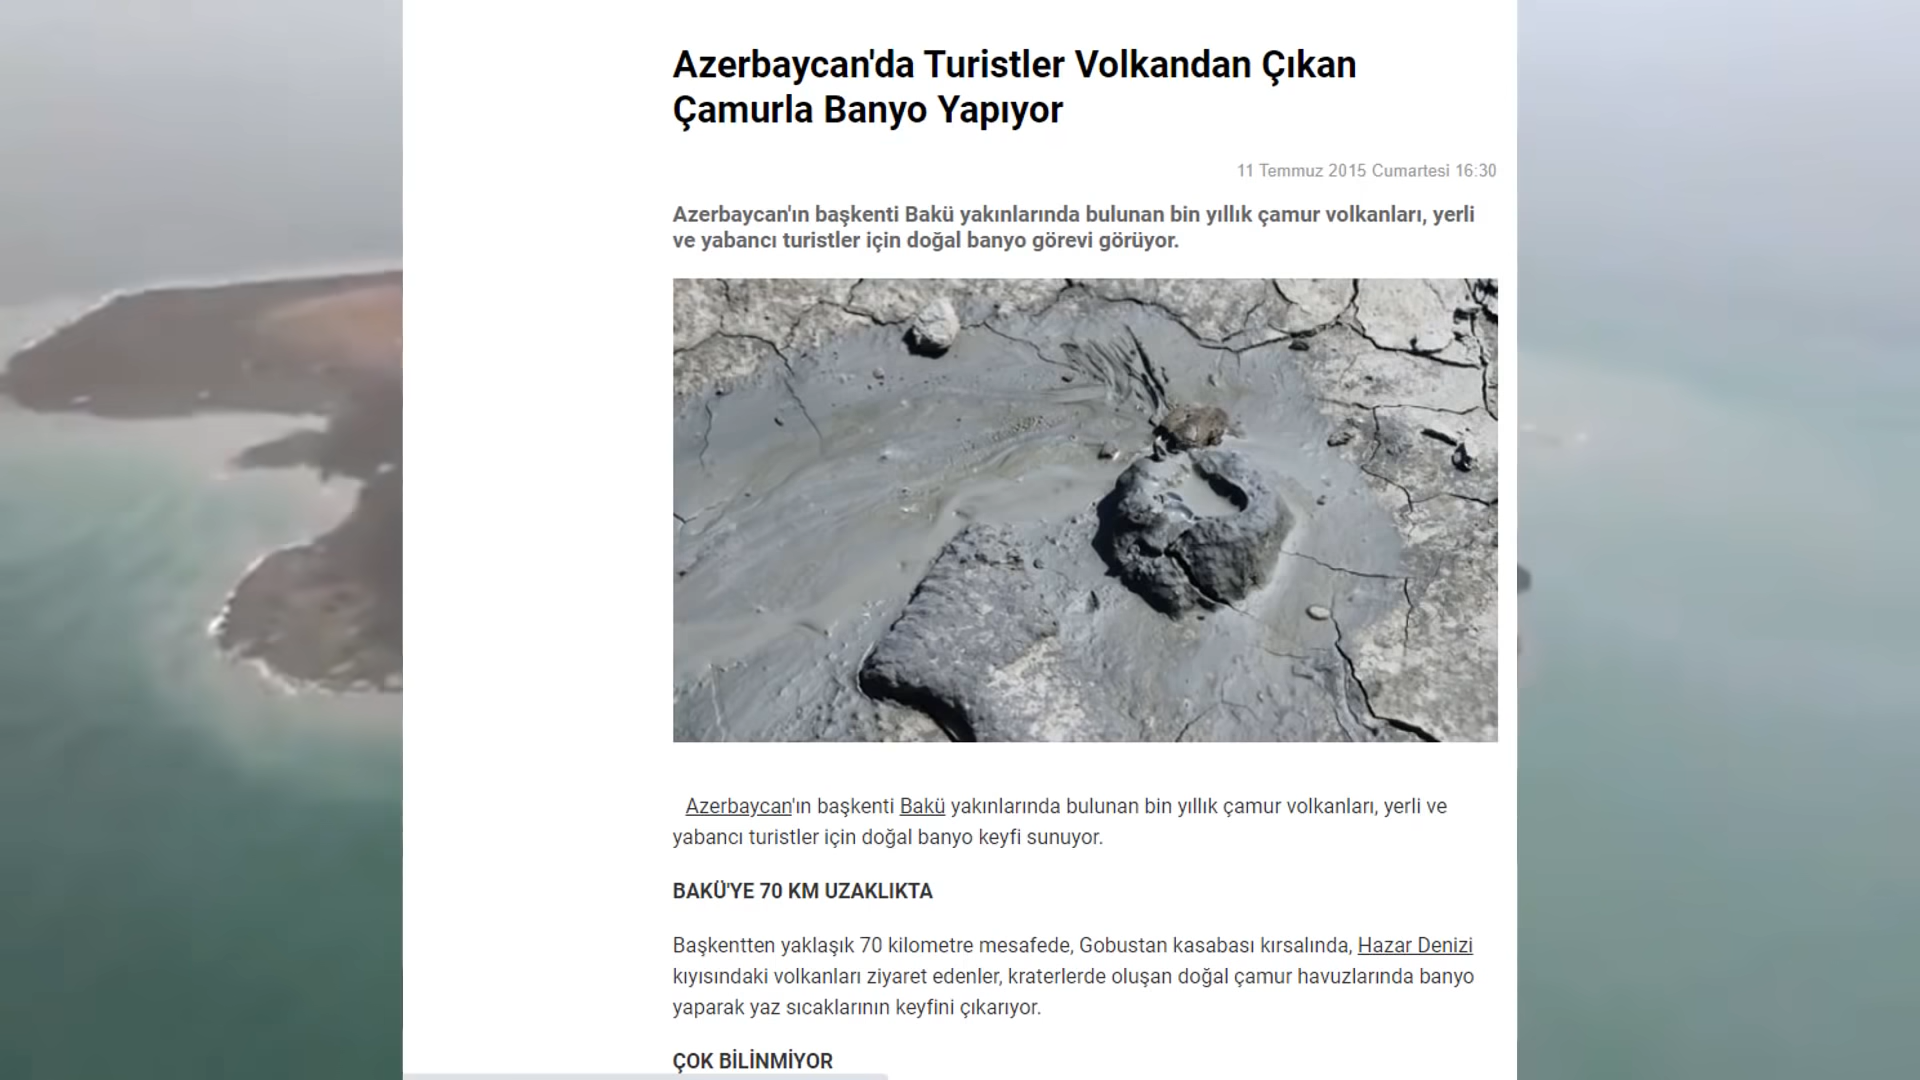 Azerbaycan'da Turistler Volkandan Çıkan
Çamurla Banyo Yapıyor
11 Temmuz 2015 Cumartesi 16:30
Azerbaycan'ın başkenti Bakü yakınlarında bulunan bin yıllık çamur volkanları, yerli
ve yabancı turistler için doğal banyo görevi görüyor.
Azerbaycan'ın başkenti Bakü yakınlarında bulunan bin yıllık çamur volkanları, yerli ve
yabancı turistler için doğal banyo keyfi sunuyor.
BAKÜ'YE 70 KM UZAKLIKTA
Başkentten yaklaşık 70 kilometre mesafede, Gobustan kasabası kırsalında, Hazar Denizi
kıyısındaki volkanları ziyaret edenler, kraterlerde oluşan doğal çamur havuzlarında banyo
yaparak yaz sıcaklarının keyfini çıkarıyor.
ÇOK BİLİNMİYOR